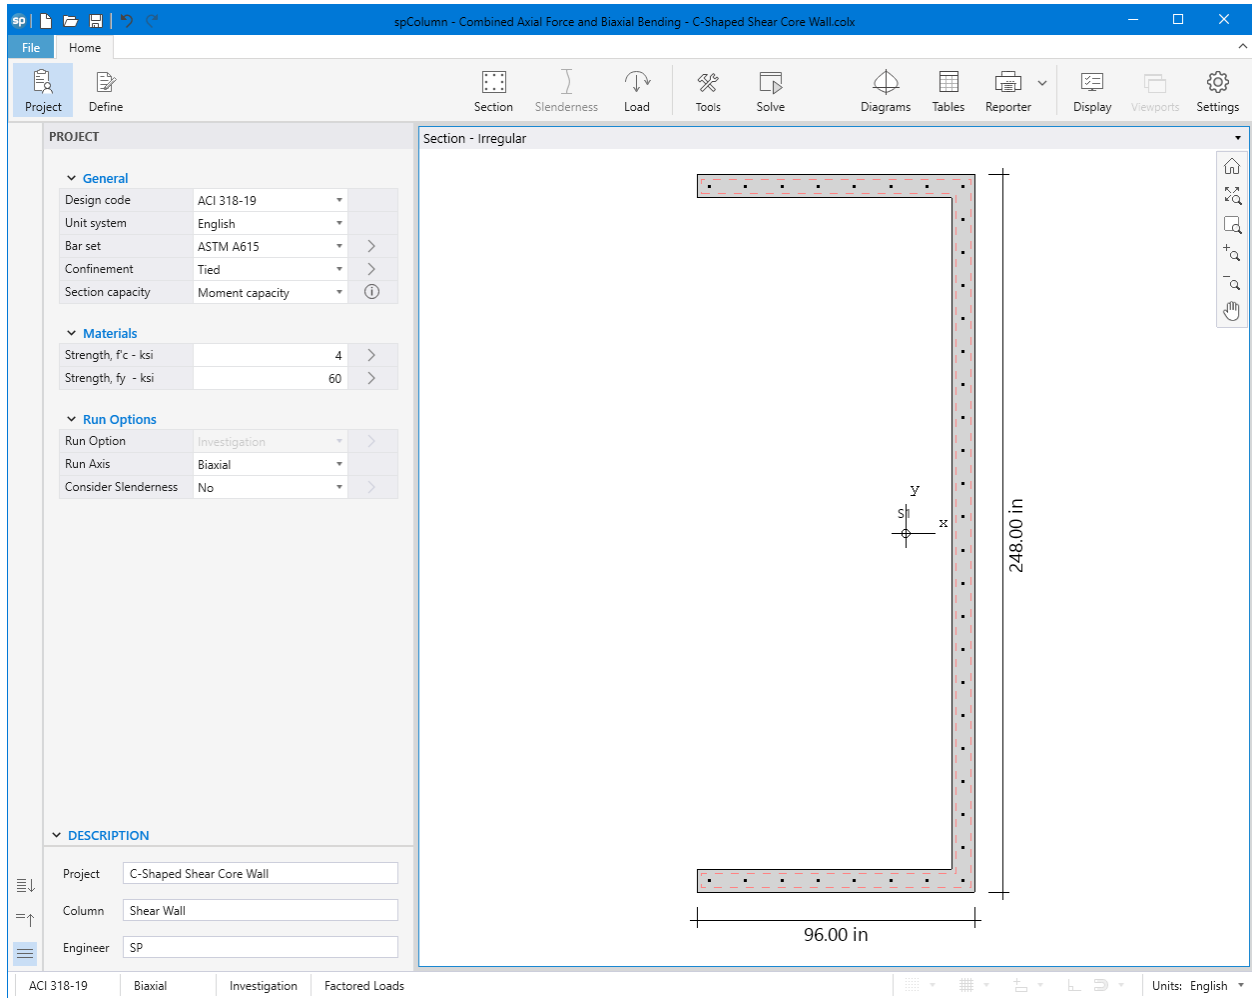 sp
spColumn - Combined Axial Force and Biaxial Bending - C-Shaped Shear Core Wall.colx
File
Home
Project
Define
Section
Slenderness
Load
Tools
Solve
Diagrams
Tables
Reporter
Display
Viewports
Settings
PROJECT
General
Design code ACI 318-19
Unit system English
Bar set ASTM A615
Confinement Tied
Section capacity Moment capacity
Materials
Strength, f'c - ksi 4
Strength, fy - ksi 60
Run Options
Run Option Investigation
Run Axis Biaxial
Consider Slenderness No
DESCRIPTION
Project C-Shaped Shear Core Wall
Column Shear Wall
Engineer SP
Section - Irregular
y
S1
x
248.00 in
96.00 in
ACI 318-19
Biaxial
Investigation
Factored Loads
Units: English